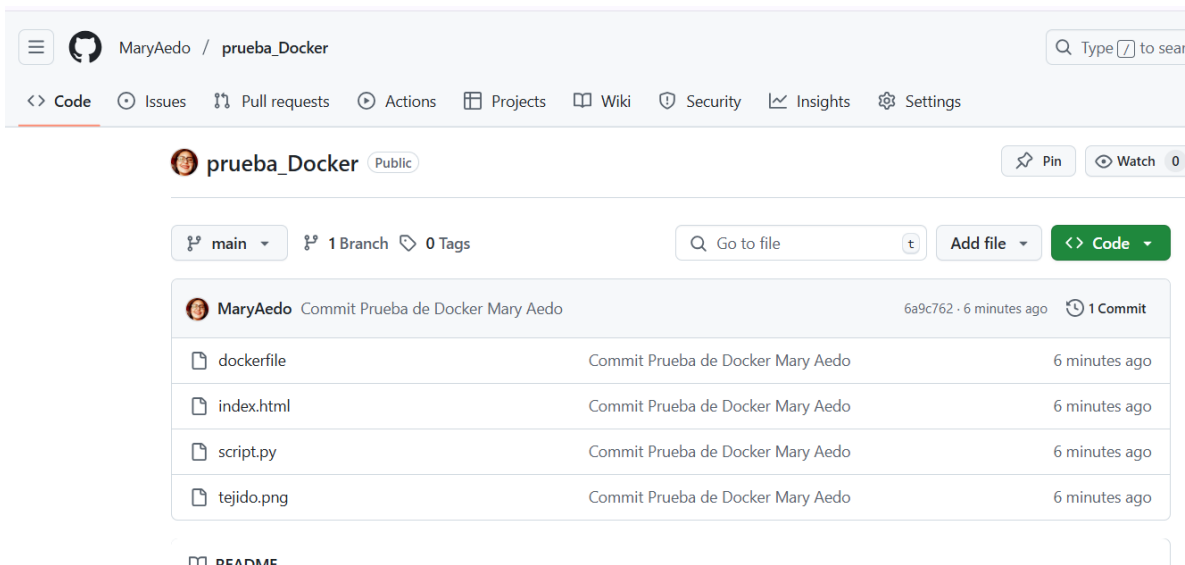 MaryAedo / prueba_Docker
Type / to sear
Code Issues Pull requests Actions Projects Wiki Security Insights Settings
prueba_Docker Public Pin Watch 0
main 1 Branch 0 Tags Go to file t Add file Code
MaryAedo Commit Prueba de Docker Mary Aedo 6a9c762 · 6 minutes ago 1 Commit
dockerfile Commit Prueba de Docker Mary Aedo 6 minutes ago
index.html Commit Prueba de Docker Mary Aedo 6 minutes ago
script.py Commit Prueba de Docker Mary Aedo 6 minutes ago
tejido.png Commit Prueba de Docker Mary Aedo 6 minutes ago
README